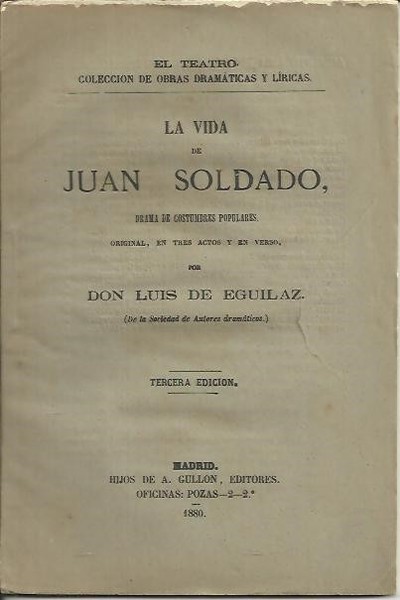 EL TEATRO.
COLECCION DE OBRAS DRAMÁTICAS Y LÍRICAS.
LA VIDA
DE
JUAN SOLDADO,
DRAMA DE COSTUMBRES POPULARES.
ORIGINAL, EN TRES ACTOS Y EN VERSO,
POR
DON LUIS DE EGUILAZ.
(De la Sociedad de Autores dramáticos.)
TERCERA EDICION.
MADRID.
HIJOS DE A. GULLON, EDITORES.
OFICINAS: POZAS—2—2.º
1880.